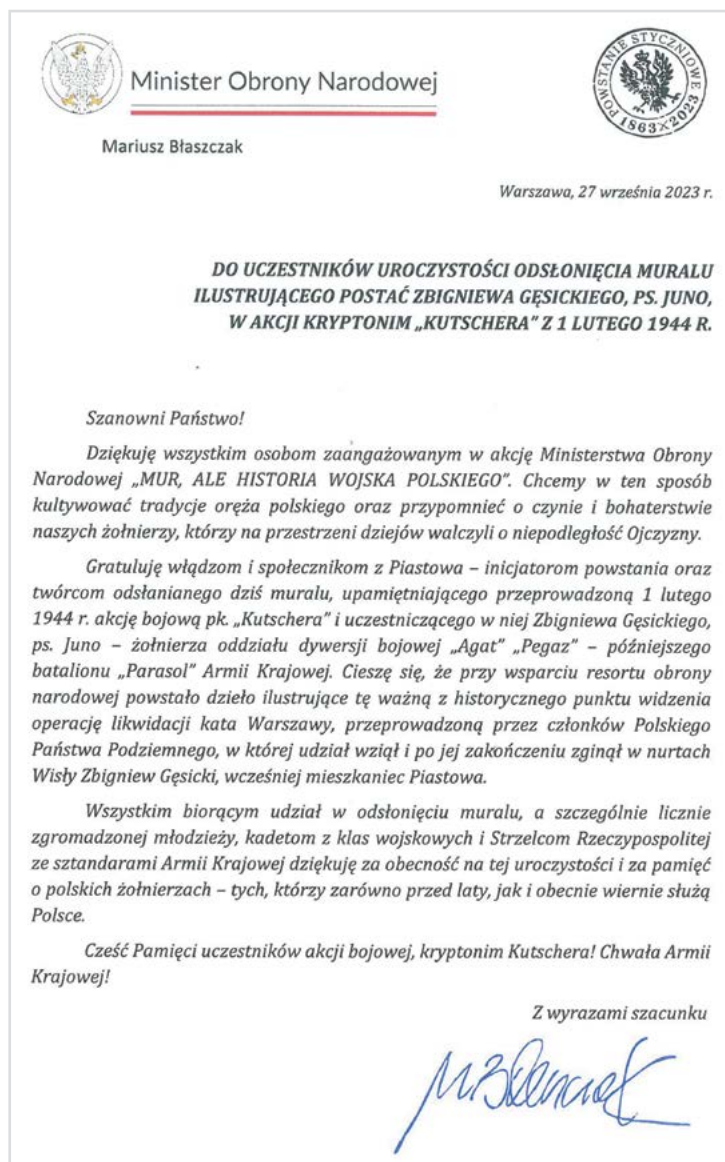 Minister Obrony Narodowej
POWSTANIE STYCZNIOWE
1863 X 2023
Mariusz Błaszczak
Warszawa, 27 września 2023 r.
DO UCZESTNIKÓW UROCZYSTOŚCI ODSŁONIĘCIA MURALU
ILUSTRUJĄCEGO POSTAĆ ZBIGNIEWA GĘSICKIEGO, PS. JUNO,
W AKCJI KRYPTONIM „KUTSCHERA” Z 1 LUTEGO 1944 R.
Szanowni Państwo!
Dziękuję wszystkim osobom zaangażowanym w akcję Ministerstwa Obrony
Narodowej „MUR, ALE HISTORIA WOJSKA POLSKIEGO”. Chcemy w ten sposób
kultywować tradycje oręża polskiego oraz przypomnieć o czynie i bohaterstwie
naszych żołnierzy, którzy na przestrzeni dziejów walczyli o niepodległość Ojczyzny.
Gratuluję włądzom i społecznikom z Piastowa – inicjatorom powstania oraz
twórcom odsłanianego dziś muralu, upamiętniającego przeprowadzoną 1 lutego
1944 r. akcję bojową pk. „Kutschera” i uczestniczącego w niej Zbigniewa Gęsickiego,
ps. Juno – żołnierza oddziału dywersji bojowej „Agat” „Pegaz” – późniejszego
batalionu „Parasol” Armii Krajowej. Cieszę się, że przy wsparciu resortu obrony
narodowej powstało dzieło ilustrujące tę ważną z historycznego punktu widzenia
operację likwidacji kata Warszawy, przeprowadzoną przez członków Polskiego
Państwa Podziemnego, w której udział wziął i po jej zakończeniu zginął w nurtach
Wisły Zbigniew Gęsicki, wcześniej mieszkaniec Piastowa.
Wszystkim biorącym udział w odsłonięciu muralu, a szczególnie licznie
zgromadzonej młodzieży, kadetom z klas wojskowych i Strzelcom Rzeczypospolitej
ze sztandarami Armii Krajowej dziękuję za obecność na tej uroczystości i za pamięć
o polskich żołnierzach – tych, którzy zarówno przed laty, jak i obecnie wiernie służą
Polsce.
Cześć Pamięci uczestników akcji bojowej, kryptonim Kutschera! Chwała Armii
Krajowej!
Z wyrazami szacunku